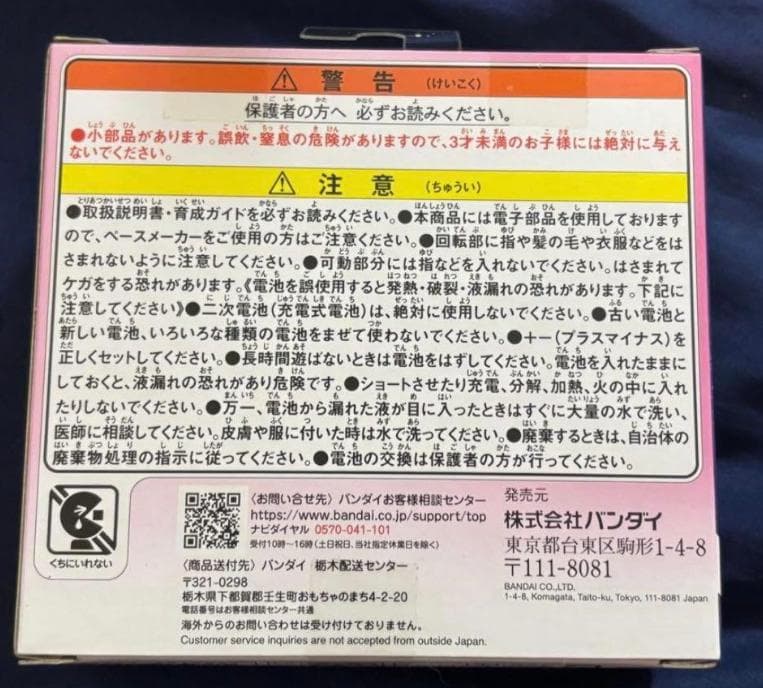 ⚠ 警告 (けいこく)
保護者の方へ 必ずお読みください。
●小部品があります。誤飲・窒息の危険がありますので、3才未満のお子様には絶対に与え
ないでください。
⚠ 注意 (ちゅうい)
●取扱説明書・育成ガイドを必ずお読みください。●本商品には電子部品を使用しております
ので、ペースメーカーをご使用の方はご注意ください。●回転部に指や髪の毛や衣服などをは
さまれないように注意してください。●可動部分には指などを入れないでください。はさまれて
ケガをする恐れがあります。《電池を誤使用すると発熱・破裂・液漏れの恐れがあります。下記に
注意してください》●二次電池(充電式電池)は、絶対に使用しないでください。●古い電池と
新しい電池、いろいろな種類の電池をまぜて使わないでください。●+-(プラスマイナス)を
正しくセットしてください。●長時間遊ばないときは電池をはずしてください。電池を入れたままに
しておくと、液漏れの恐れがあり危険です。●ショートさせたり充電、分解、加熱、火の中に入れ
たりしないでください。●万一、電池から漏れた液が目に入ったときはすぐに大量の水で洗い、
医師に相談してください。皮膚や服に付いた時は水で洗ってください。●廃棄するときは、自治体の
廃棄物処理の指示に従ってください。●電池の交換は保護者の方が行ってください。
くちにいれない
〈お問い合せ先〉バンダイお客様相談センター
https://www.bandai.co.jp/support/top
ナビダイヤル 0570-041-101
受付10時~16時(土日祝日、当社指定休業日を除く)
〈商品送付先〉バンダイ 栃木配送センター
〒321-0298
栃木県下都賀郡壬生町おもちゃのまち4-2-20
電話番号はお客様相談センター共通
海外からのお問い合わせは受け付けておりません。
Customer service inquiries are not accepted from outside Japan.
発売元
株式会社バンダイ
東京都台東区駒形1-4-8
〒111-8081
BANDAI CO.,LTD.
1-4-8, Komagata, Taito-ku, Tokyo, 111-8081 Japan